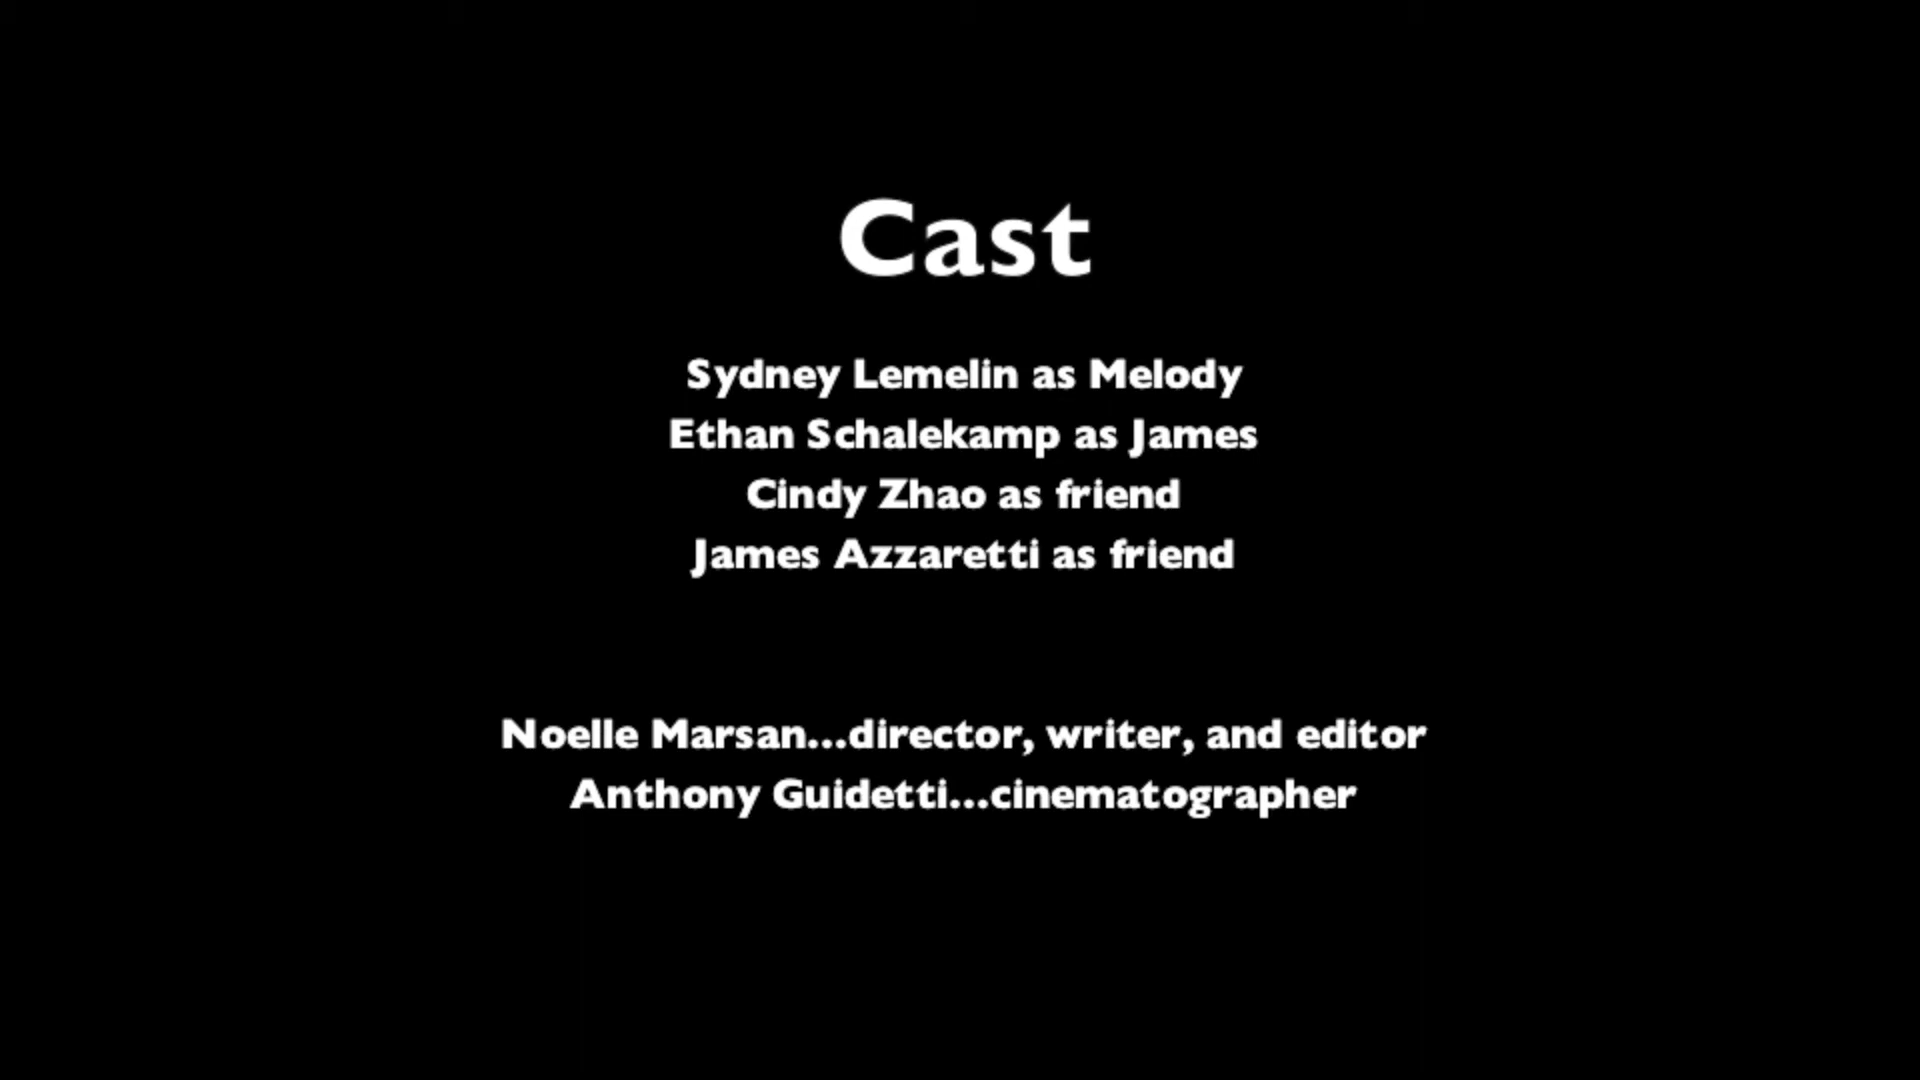 Cast
Sydney Lemelin as Melody
Ethan Schalekamp as James
Cindy Zhao as friend
James Azzaretti as friend
Noelle Marsan...director, writer, and editor
Anthony Guidetti...cinematographer